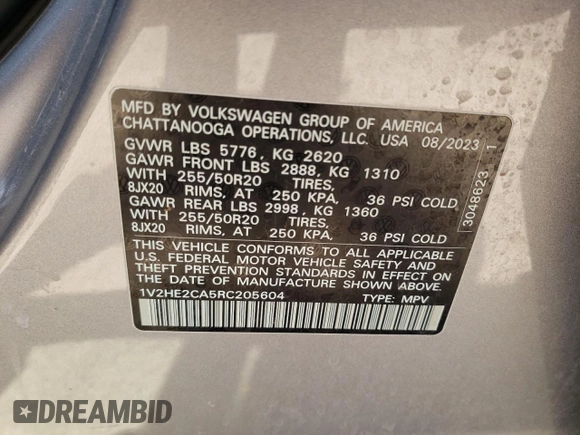 MFD BY VOLKSWAGEN GROUP OF AMERICA
CHATTANOOGA OPERATIONS, LLC. USA 08/2023
GVWR LBS 5776, KG 2620
GAWR FRONT LBS 2888, KG 1310
WITH 255/50R20 TIRES,
8JX20 RIMS, AT 250 KPA, 36 PSI COLD
GAWR REAR LBS 2998, KG 1360
WITH 255/50R20 TIRES,
8JX20 RIMS, AT 250 KPA, 36 PSI COLD
THIS VEHICLE CONFORMS TO ALL APPLICABLE
U.S. FEDERAL MOTOR VEHICLE SAFETY AND
THEFT PREVENTION STANDARDS IN EFFECT ON
THE DATE OF MANUFACTURE SHOWN ABOVE.
1V2HE2CA5RC205604 TYPE: MPV
3048623 1
DREAMBID